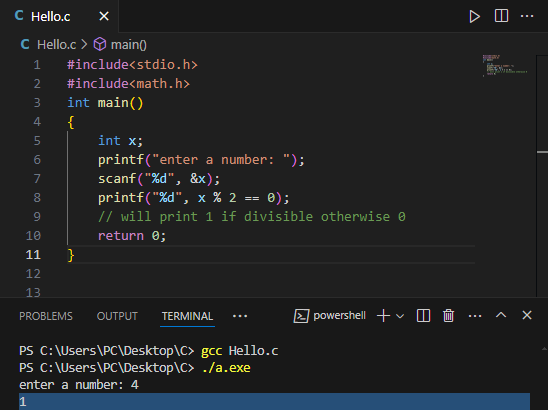 C Hello.c ×
C Hello.c > main()
1 #include<stdio.h>
2 #include<math.h>
3 int main()
4 {
5     int x;
6     printf("enter a number: ");
7     scanf("%d", &x);
8     printf("%d", x % 2 == 0);
9     // will print 1 if divisible otherwise 0
10     return 0;
11 }
12
13
PROBLEMS OUTPUT TERMINAL ··· powershell
PS C:\Users\PC\Desktop\C> gcc Hello.c
PS C:\Users\PC\Desktop\C> ./a.exe
enter a number: 4
1